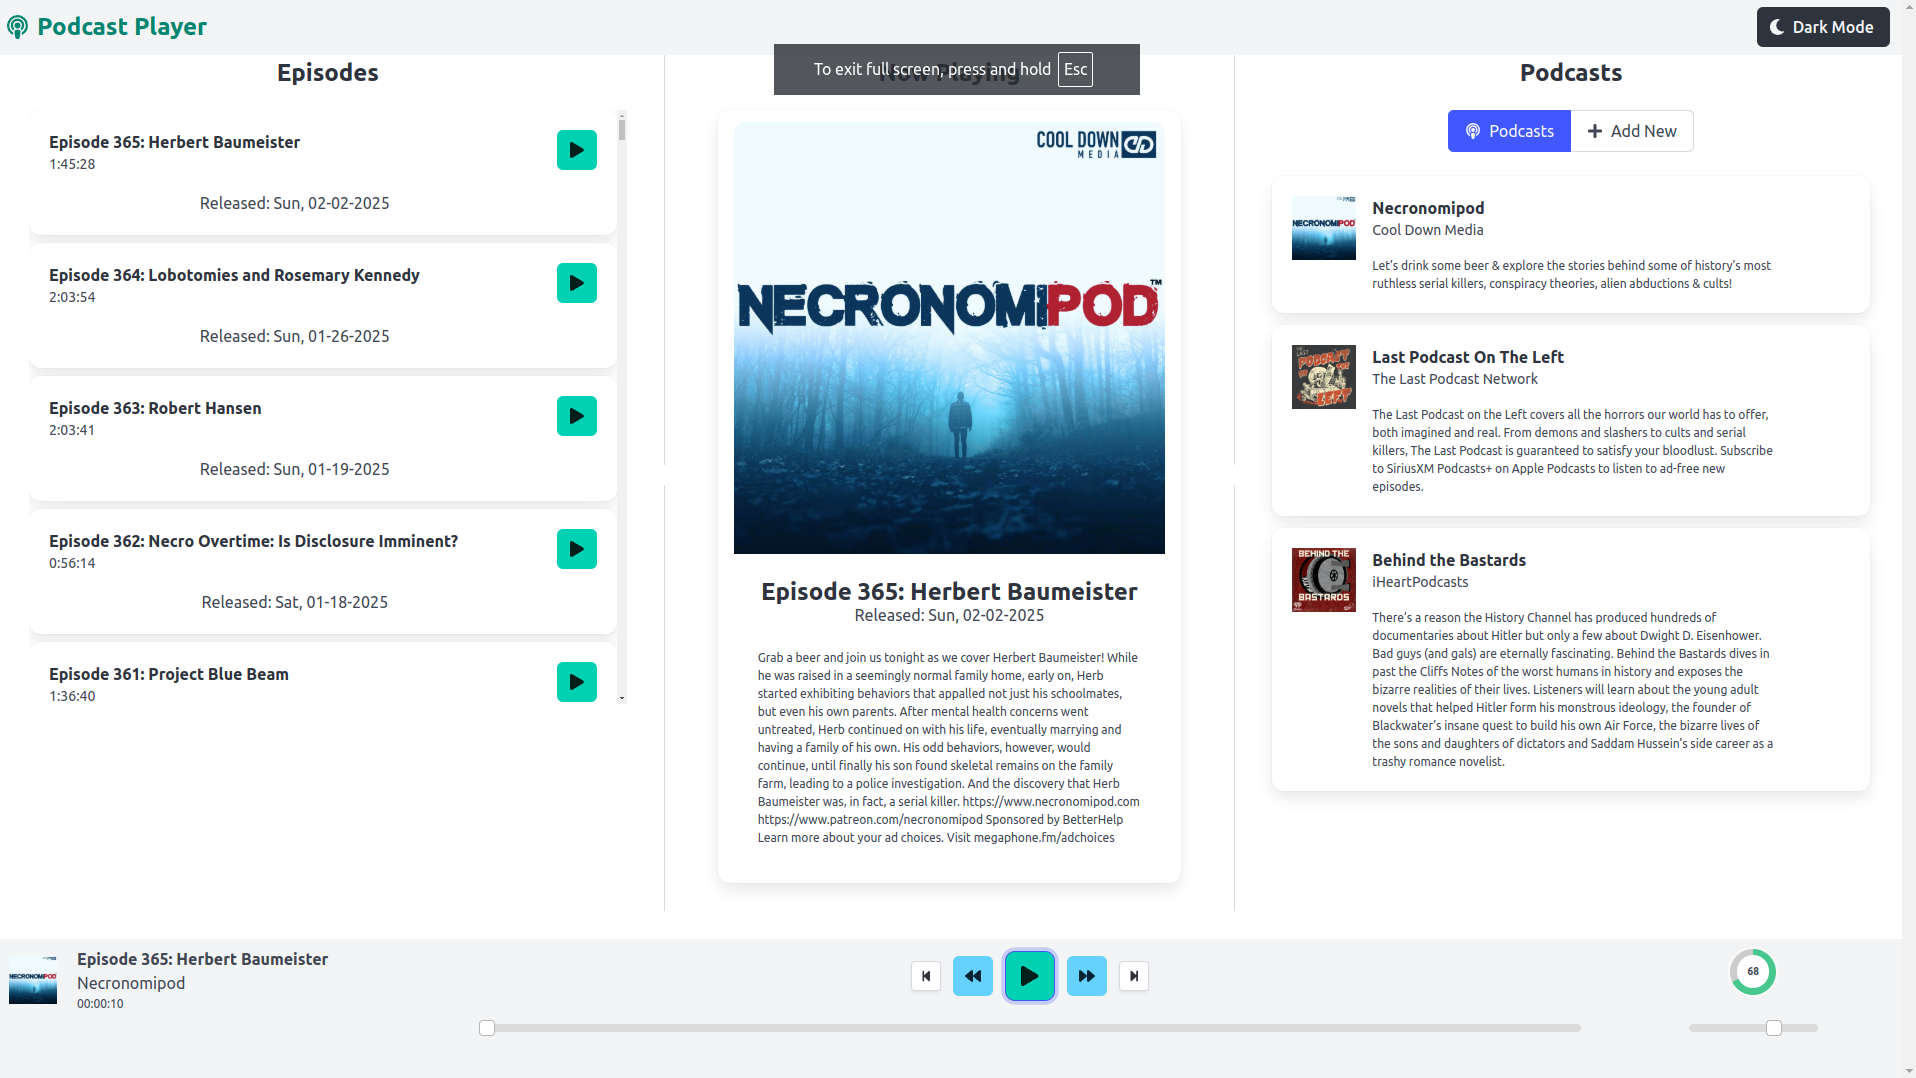 Podcast Player
Dark Mode
To exit full screen, press and hold Esc
Episodes
Now Playing
Podcasts
Episode 365: Herbert Baumeister
1:45:28
Released: Sun, 02-02-2025
Episode 364: Lobotomies and Rosemary Kennedy
2:03:54
Released: Sun, 01-26-2025
Episode 363: Robert Hansen
2:03:41
Released: Sun, 01-19-2025
Episode 362: Necro Overtime: Is Disclosure Imminent?
0:56:14
Released: Sat, 01-18-2025
Episode 361: Project Blue Beam
1:36:40
COOL DOWN
MEDIA
NECRONOMIPOD™
Episode 365: Herbert Baumeister
Released: Sun, 02-02-2025
Grab a beer and join us tonight as we cover Herbert Baumeister! While
he was raised in a seemingly normal family home, early on, Herb
started exhibiting behaviors that appalled not just his schoolmates,
but even his own parents. After mental health concerns went
untreated, Herb continued on with his life, eventually marrying and
having a family of his own. His odd behaviors, however, would
continue, until finally his son found skeletal remains on the family
farm, leading to a police investigation. And the discovery that Herb
Baumeister was, in fact, a serial killer. https://www.necronomipod.com
https://www.patreon.com/necronomipod Sponsored by BetterHelp
Learn more about your ad choices. Visit megaphone.fm/adchoices
Podcasts
Add New
NECRONOMIPOD
Necronomipod
Cool Down Media
Let’s drink some beer & explore the stories behind some of history’s most
ruthless serial killers, conspiracy theories, alien abductions & cults!
THE LAST
PODCAST
ON THE
LEFT
Last Podcast On The Left
The Last Podcast Network
The Last Podcast on the Left covers all the horrors our world has to offer,
both imagined and real. From demons and slashers to cults and serial
killers, The Last Podcast is guaranteed to satisfy your bloodlust. Subscribe
to SiriusXM Podcasts+ on Apple Podcasts to listen to ad-free new
episodes.
BEHIND THE
BASTARDS
Behind the Bastards
iHeartPodcasts
There’s a reason the History Channel has produced hundreds of
documentaries about Hitler but only a few about Dwight D. Eisenhower.
Bad guys (and gals) are eternally fascinating. Behind the Bastards dives in
past the Cliffs Notes of the worst humans in history and exposes the
bizarre realities of their lives. Listeners will learn about the young adult
novels that helped Hitler form his monstrous ideology, the founder of
Blackwater’s insane quest to build his own Air Force, the bizarre lives of
the sons and daughters of dictators and Saddam Hussein’s side career as a
trashy romance novelist.
NECRONOMIPOD
Episode 365: Herbert Baumeister
Necronomipod
00:00:10
68